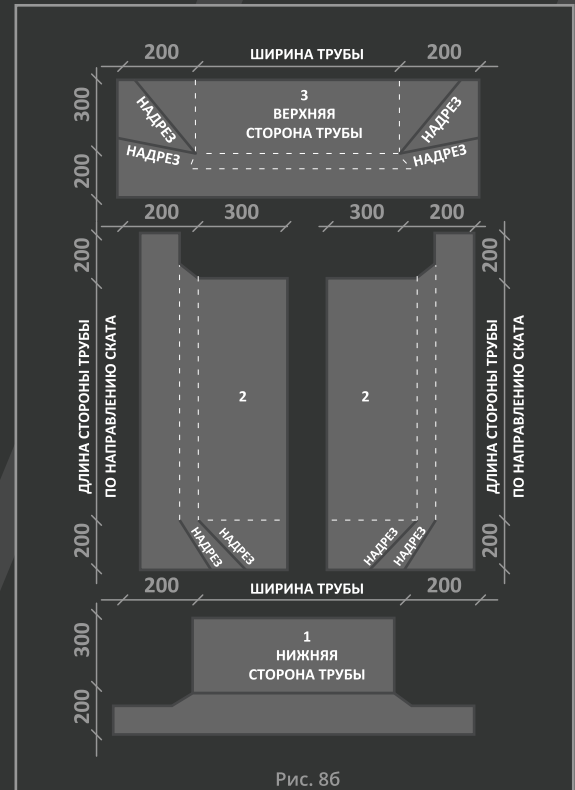 200 ШИРИНА ТРУБЫ 200
300
3
ВЕРХНЯЯ
СТОРОНА ТРУБЫ
НАДРЕЗ
НАДРЕЗ
НАДРЕЗ
НАДРЕЗ
200
200 300 300 200
200
200
ДЛИНА СТОРОНЫ ТРУБЫ
ПО НАПРАВЛЕНИЮ СКАТА
2
2
ДЛИНА СТОРОНЫ ТРУБЫ
ПО НАПРАВЛЕНИЮ СКАТА
200
НАДРЕЗ
НАДРЕЗ
НАДРЕЗ
НАДРЕЗ
200
200 ШИРИНА ТРУБЫ 200
300
1
НИЖНЯЯ
СТОРОНА ТРУБЫ
200
Рис. 8б